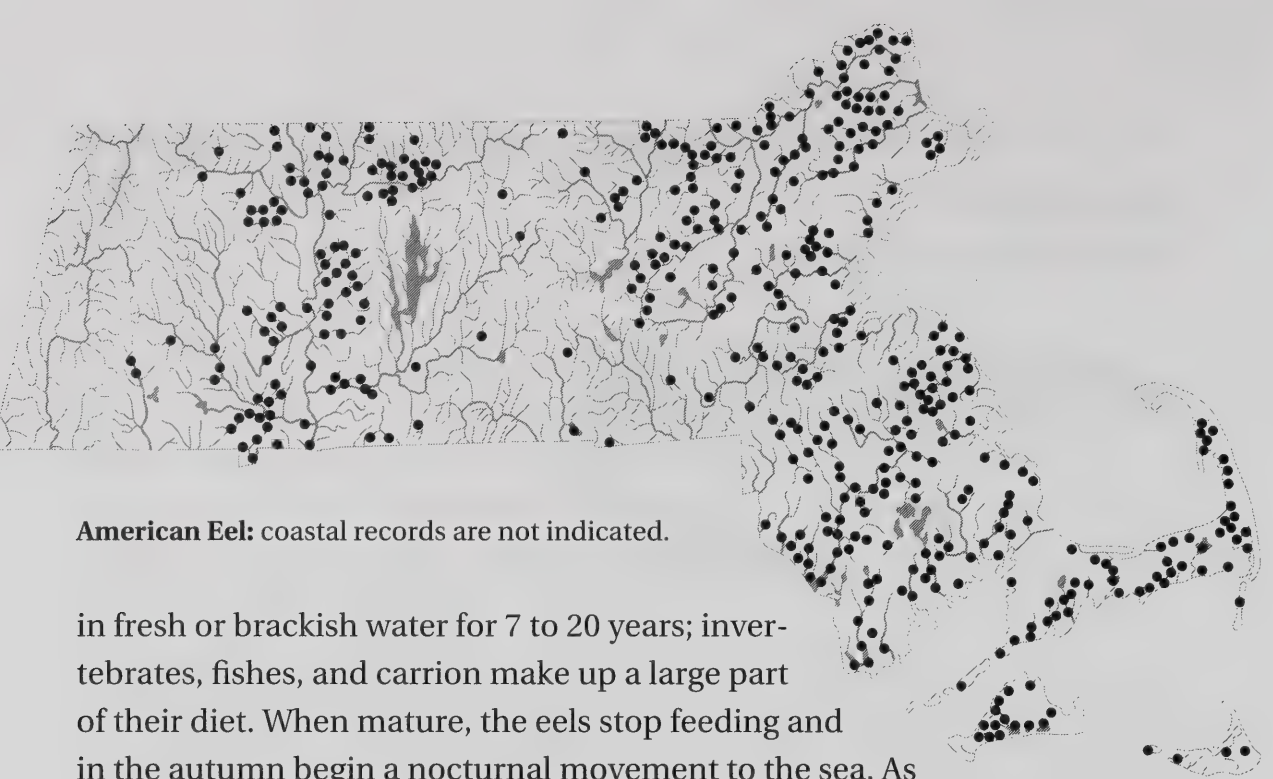 American Eel: coastal records are not indicated.
in fresh or brackish water for 7 to 20 years; inver-
tebrates, fishes, and carrion make up a large part
of their diet. When mature, the eels stop feeding and
in the autumn begin a nocturnal movement to the sea. As